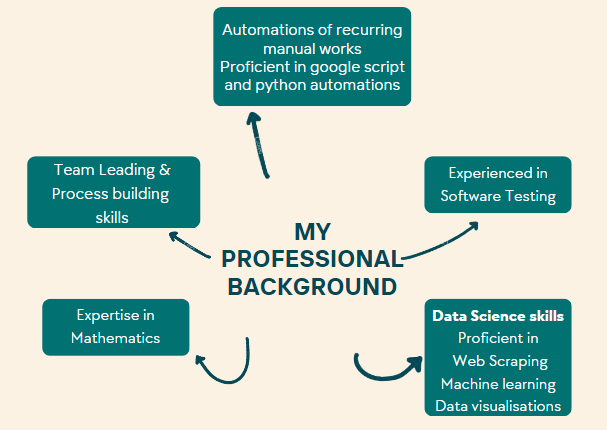 Automations of recurring
manual works
Proficient in google script
and python automations
Team Leading &
Process building
skills
Experienced in
Software Testing
MY
PROFESSIONAL
BACKGROUND
Expertise in
Mathematics
Data Science skills
Proficient in
Web Scraping
Machine learning
Data visualisations